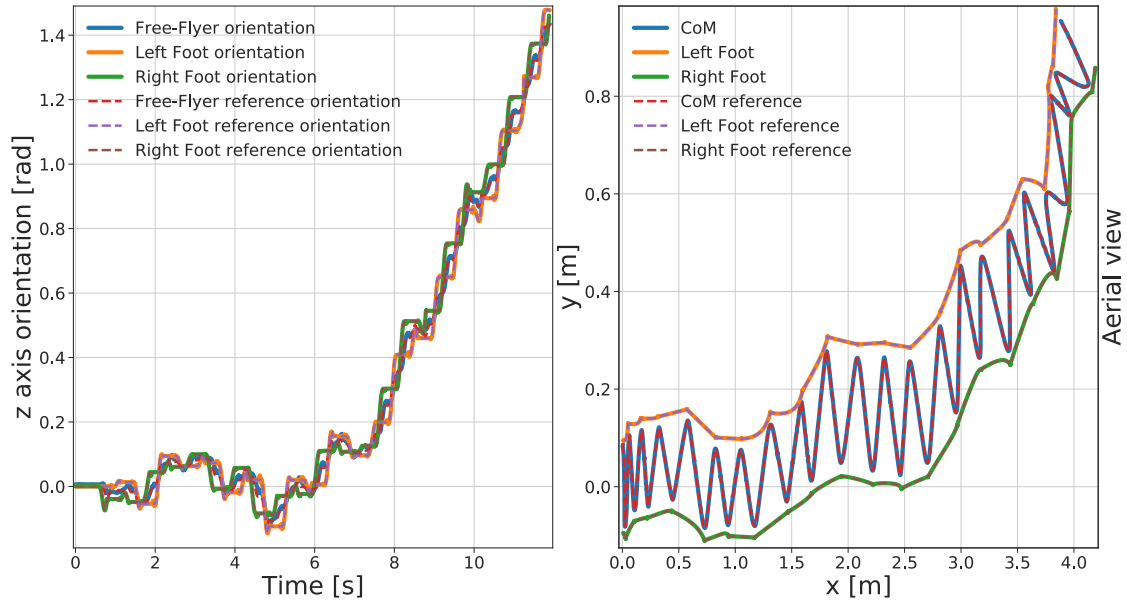 z axis orientation [rad]
1.4
1.2
1.0
0.8
0.6
0.4
0.2
0.0
Free-Flyer orientation
Left Foot orientation
Right Foot orientation
Free-Flyer reference orientation
Left Foot reference orientation
Right Foot reference orientation
0 2 4 6 8 10
Time [s]
y [m]
0.8
0.6
0.4
0.2
0.0
CoM
Left Foot
Right Foot
CoM reference
Left Foot reference
Right Foot reference
0.0 0.5 1.0 1.5 2.0 2.5 3.0 3.5 4.0
x [m]
Aerial view